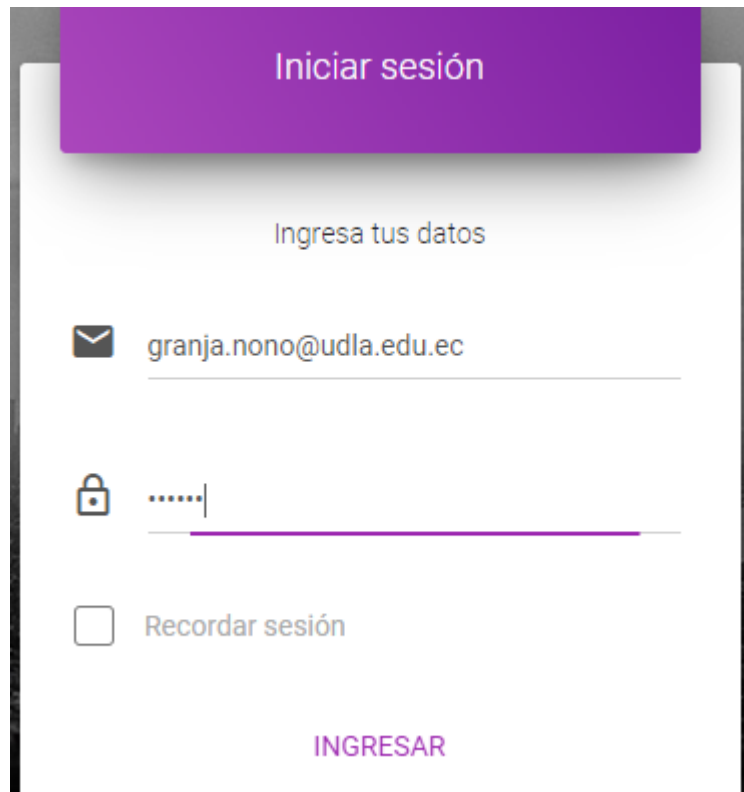 Iniciar sesión
Ingresa tus datos
granja.nono@udla.edu.ec
••••••
Recordar sesión
INGRESAR